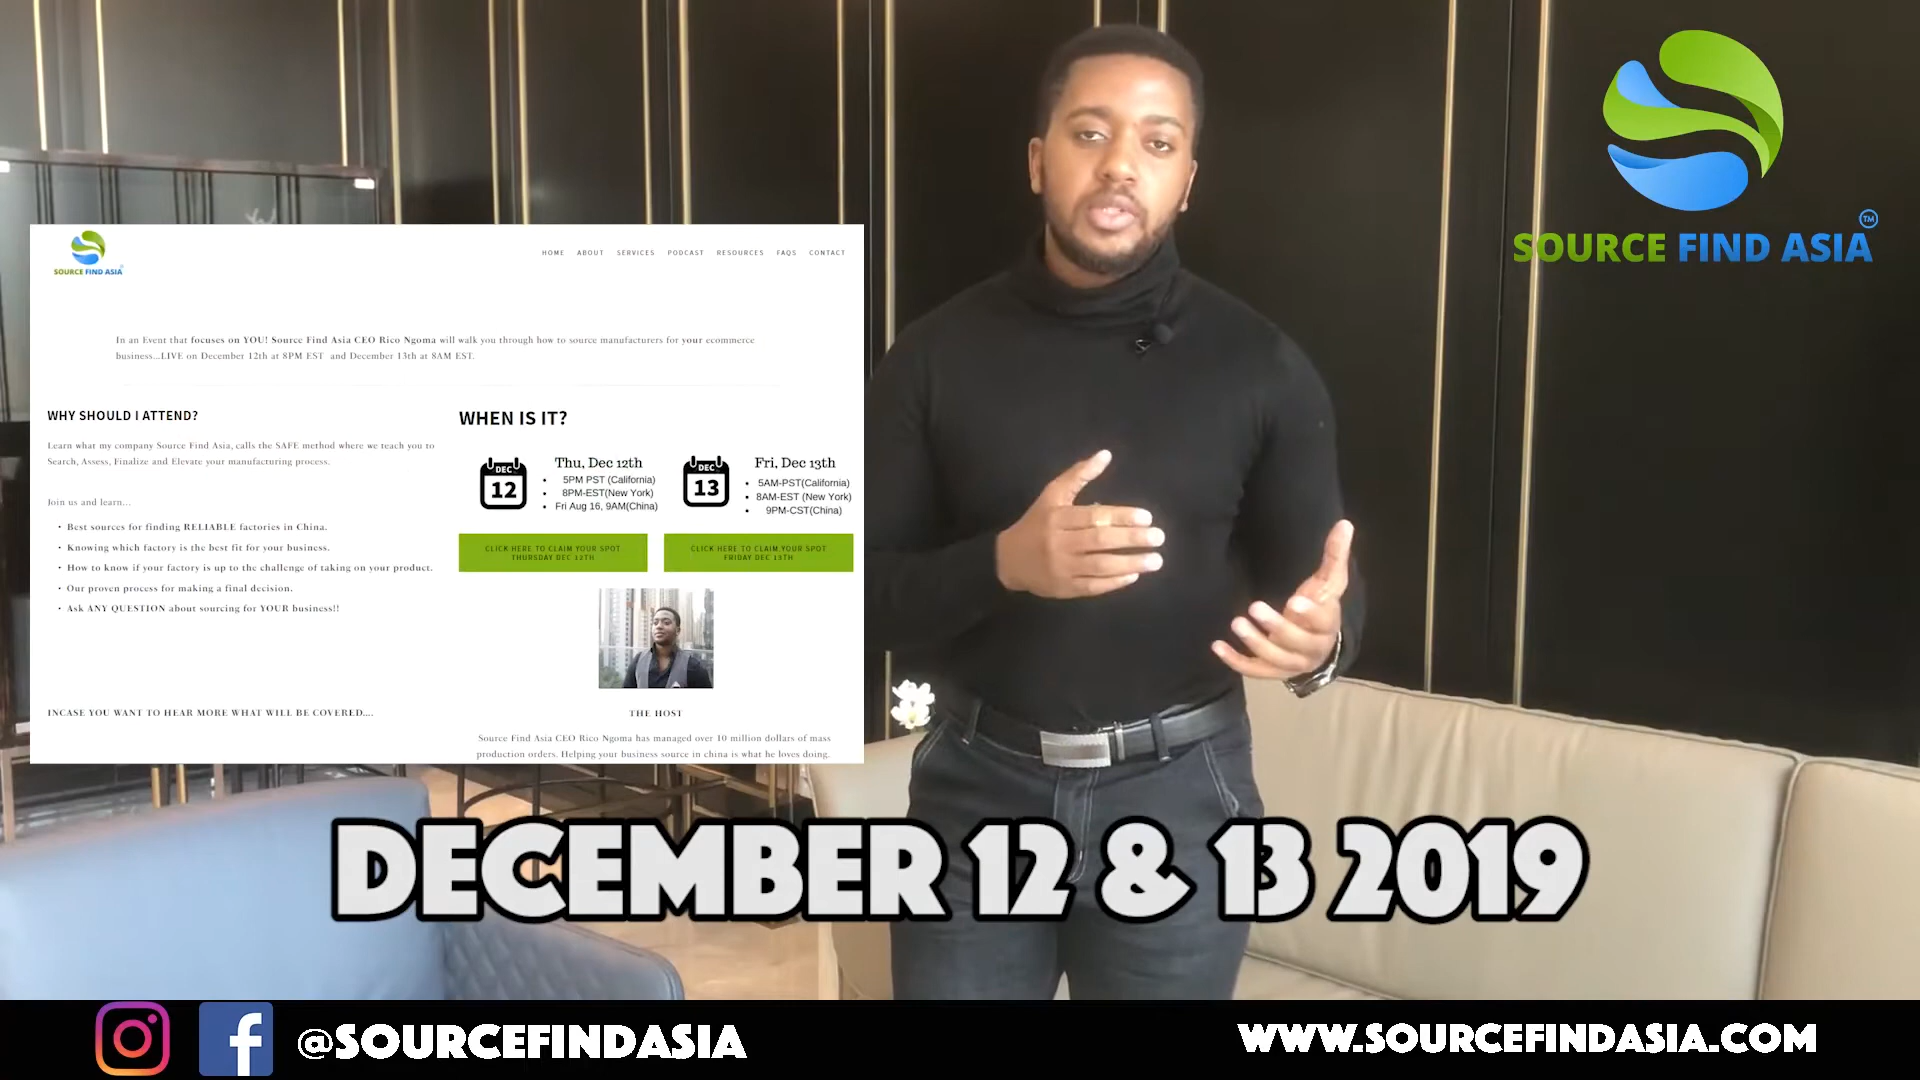 SOURCE FIND ASIA
TM
SOURCE FIND ASIA
HOME ABOUT SERVICES PODCAST RESOURCES FAQS CONTACT
In an Event that focuses on YOU! Source Find Asia CEO Rico Ngoma will walk you through how to source manufacturers for your ecommerce
business...LIVE on December 12th at 8PM EST and December 13th at 8AM EST.
WHY SHOULD I ATTEND?
Learn what my company Source Find Asia, calls the SAFE method where we teach you to
Search, Assess, Finalize and Elevate your manufacturing process.
Join us and learn...
• Best sources for finding RELIABLE factories in China.
• Knowing which factory is the best fit for your business.
• How to know if your factory is up to the challenge of taking on your product.
• Our proven process for making a final decision.
• Ask ANY QUESTION about sourcing for YOUR business!!
INCASE YOU WANT TO HEAR MORE WHAT WILL BE COVERED....
WHEN IS IT?
DEC
12
Thu, Dec 12th
• 5PM PST (California)
• 8PM-EST(New York)
• Fri Aug 16, 9AM(China)
DEC
13
Fri, Dec 13th
• 5AM-PST(California)
• 8AM-EST (New York)
• 9PM-CST(China)
CLICK HERE TO CLAIM YOUR SPOT
THURSDAY DEC 12TH
CLICK HERE TO CLAIM YOUR SPOT
FRIDAY DEC 13TH
THE HOST
Source Find Asia CEO Rico Ngoma has managed over 10 million dollars of mass
production orders. Helping your business source in china is what he loves doing.
DECEMBER 12 & 13 2019
@SOURCEFINDASIA
WWW.SOURCEFINDASIA.COM